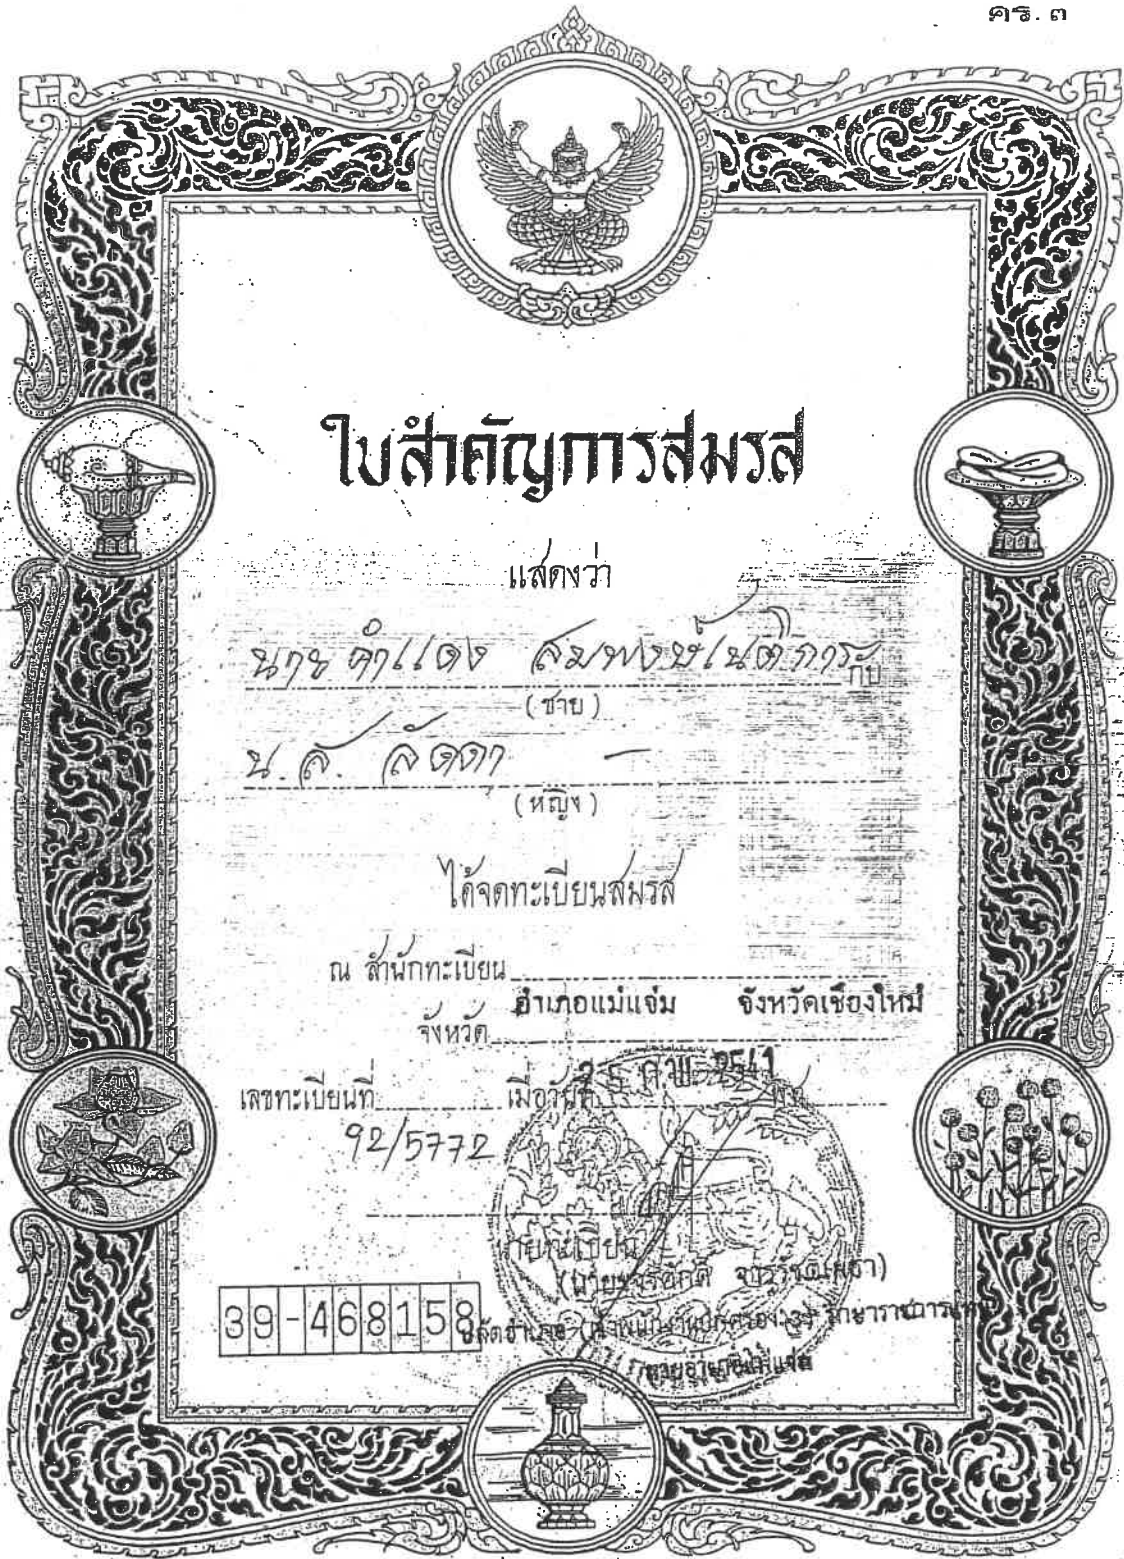 คร. ๓
ใบสำคัญการสมรส
แสดงว่า
นายคำแดง สมพงษ์เนติการ กับ
(ชาย)
น.ส. ลัดดา -
(หญิง)
ได้จดทะเบียนสมรส
ณ สำนักทะเบียน
อำเภอแม่แจ่ม จังหวัดเชียงใหม่
จังหวัด
เลขทะเบียนที่ เมื่อวันที่ ก.พ. 2541
92/5772
นายทะเบียน
39-468158